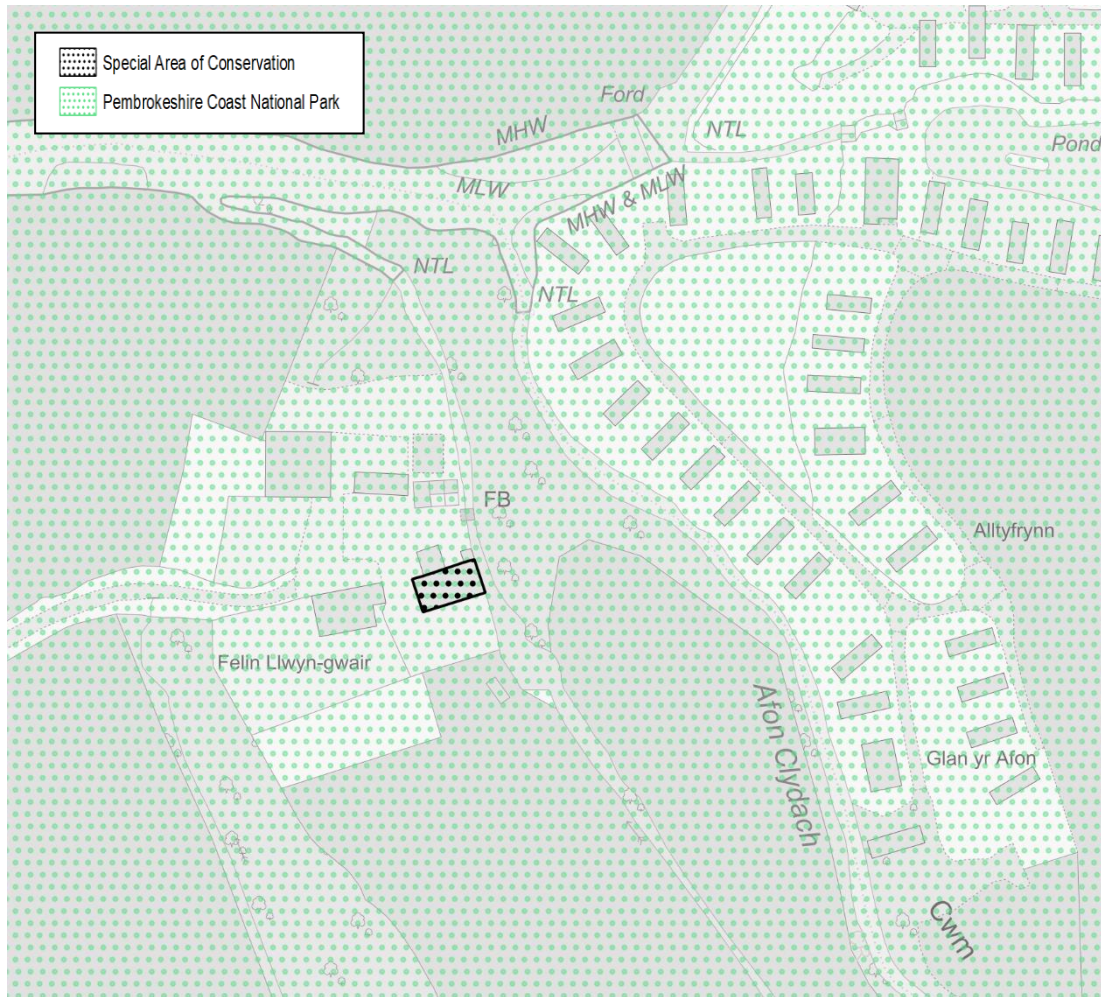 Special Area of Conservation
Pembrokeshire Coast National Park
Ford
MHW
NTL
Pond
MLW
MHW & MLW
NTL
NTL
FB
Alltyfrynn
Felin Llwyn-gwair
Afon Clydach
Glan yr Afon
Cwm